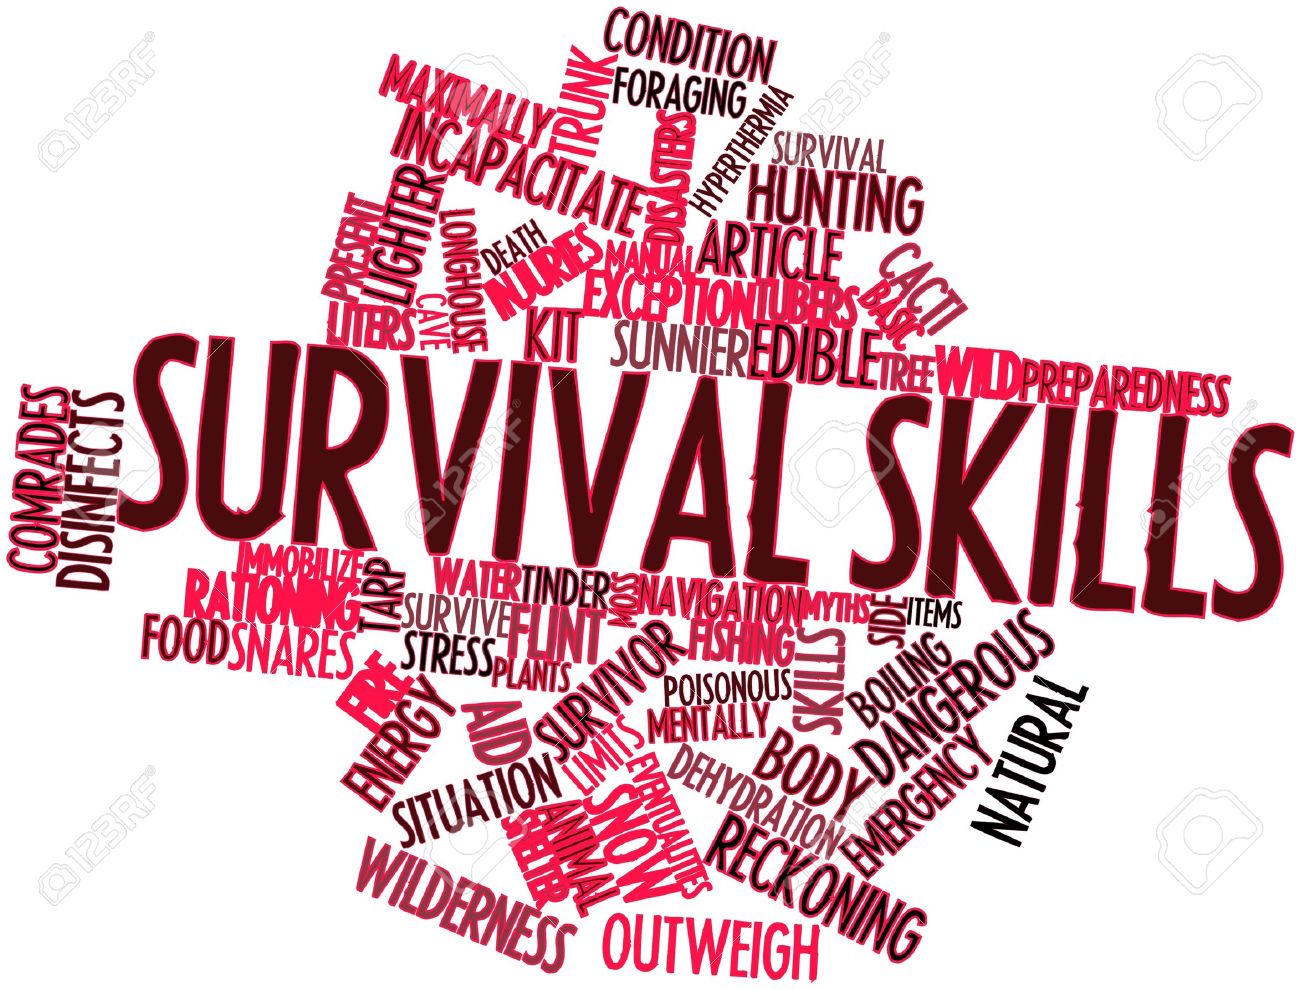 CONDITION
FORAGING
TRUNK
MAXIMALLY
INCAPACITATE
DISASTERS
HYPERTHERMIA
SURVIVAL
HUNTING
PRESENT
LIGHTER
LONGHOUSE
DEATH
INJURIES
MANUAL
ARTICLE
CACTI
BASIC
EXCEPTION
TUBERS
LITERS
CAVE
KIT
SUNNIER
EDIBLE
TREE
WILD
PREPAREDNESS
SURVIVAL SKILLS
COMRADES
DISINFECTS
IMMOBILIZE
RATIONING
TARP
WATER
TINDER
MOSS
NAVIGATION
MYTHS
SIDE
ITEMS
FOOD
SNARES
SURVIVE
FLINT
STRESS
PLANTS
FISHING
SKILLS
FIRE
ENERGY
AID
SURVIVOR
POISONOUS
MENTALLY
BOILING
DANGEROUS
NATURAL
SITUATION
LIMITS
EVENTUALITIES
DEHYDRATION
BODY
EMERGENCY
SHELTER
ANIMAL
SNOW
RECKONING
WILDERNESS
OUTWEIGH
123RF